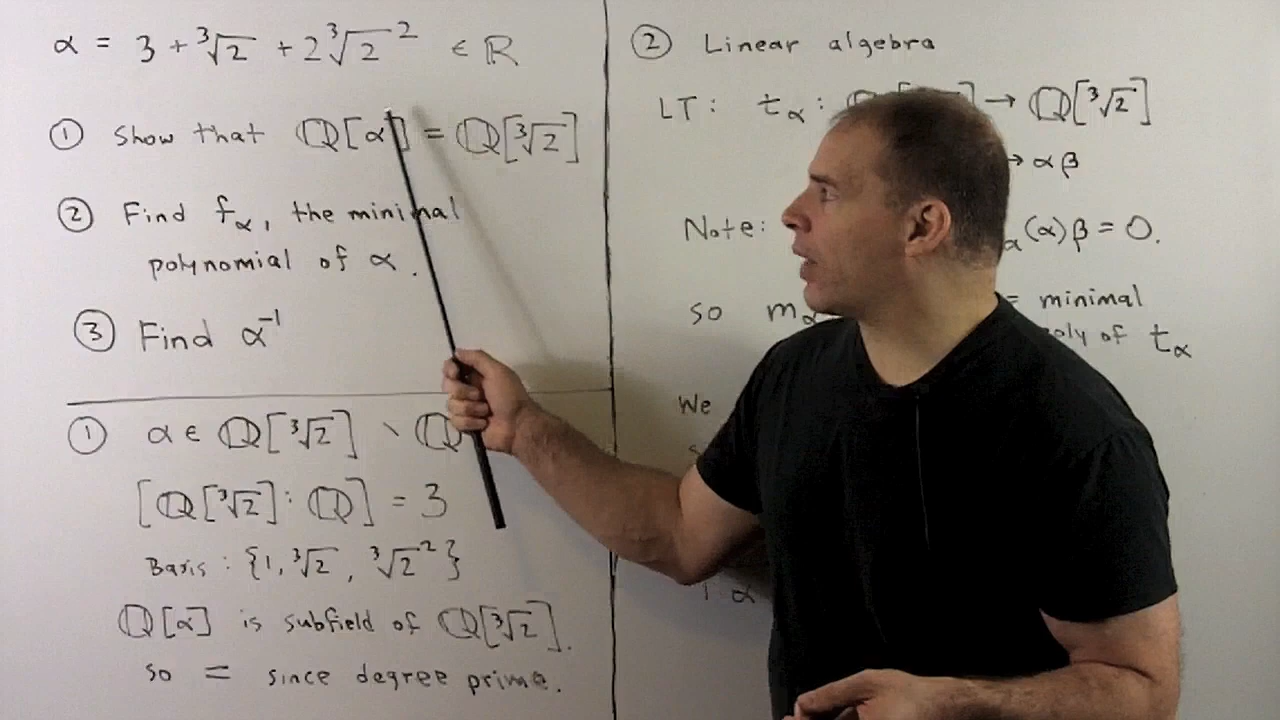 α = 3 + ∛2 + 2∛2² ∈ ℝ
① Show that ℚ[α] = ℚ[∛2]
② Find f_α, the minimal
polynomial of α.
③ Find α⁻¹
① α ∈ ℚ[∛2] \ ℚ
[ℚ[∛2] : ℚ] = 3
Basis : {1, ∛2, ∛2²}
ℚ[α] is subfield of ℚ[∛2].
so = since degree prime.
② Linear algebra
LT: t_α : → ℚ[∛2]
→ αβ
Note: (α)β = 0.
so m_α = minimal
poly of t_α
We
α